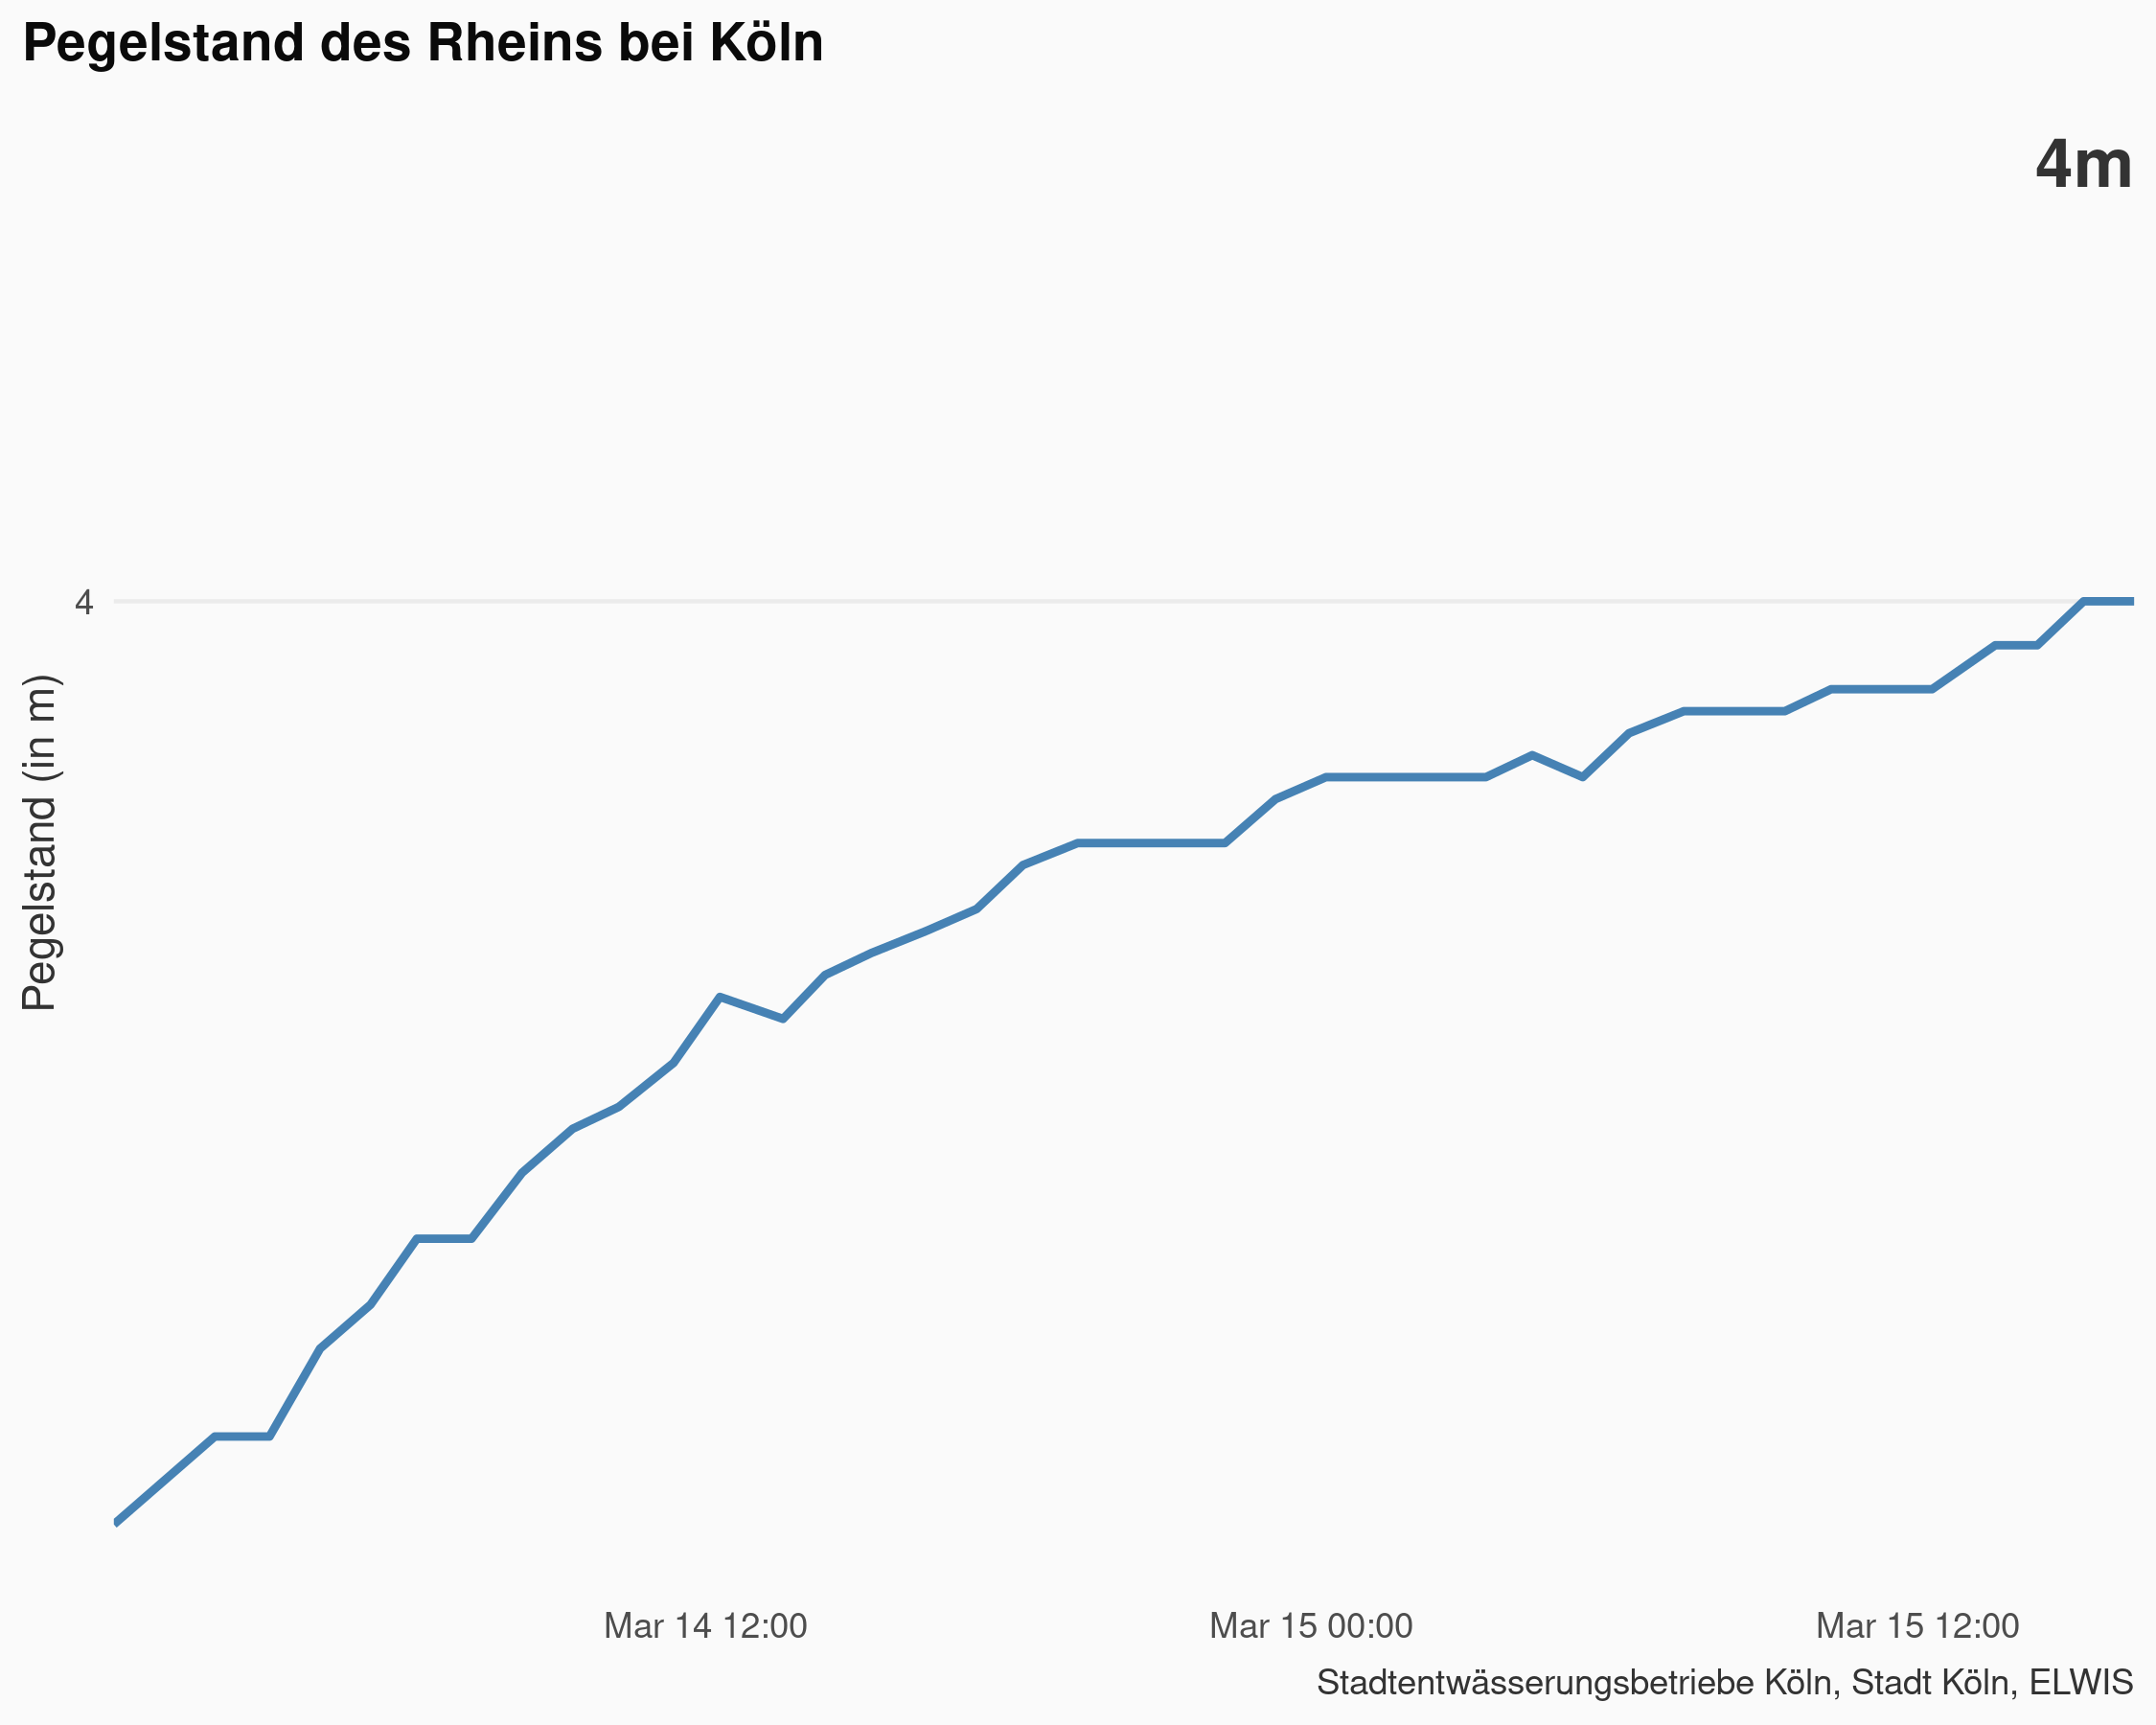 Pegelstand des Rheins bei Köln
4m
4
Pegelstand (in m)
Mar 14 12:00
Mar 15 00:00
Mar 15 12:00
Stadtentwässerungsbetriebe Köln, Stadt Köln, ELWIS